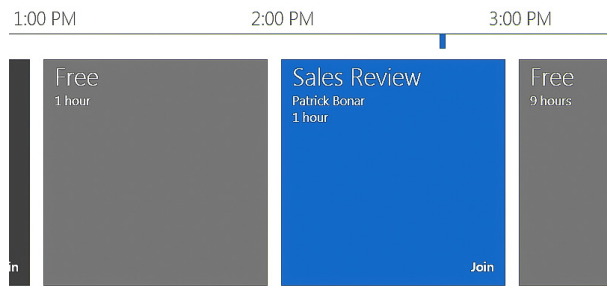 1:00 PM 2:00 PM 3:00 PM
Free
1 hour
Sales Review
Patrick Bonar
1 hour
Join
Free
9 hours
in